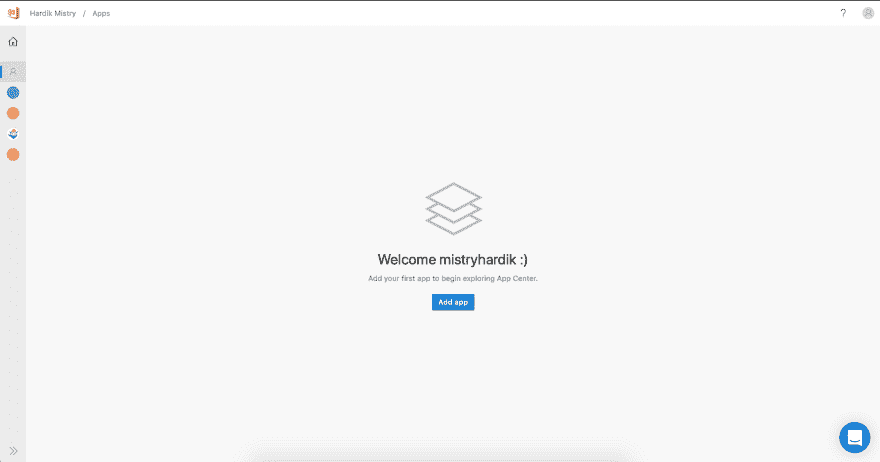 Hardik Mistry / Apps
?
Welcome mistryhardik :)
Add your first app to begin exploring App Center.
Add app